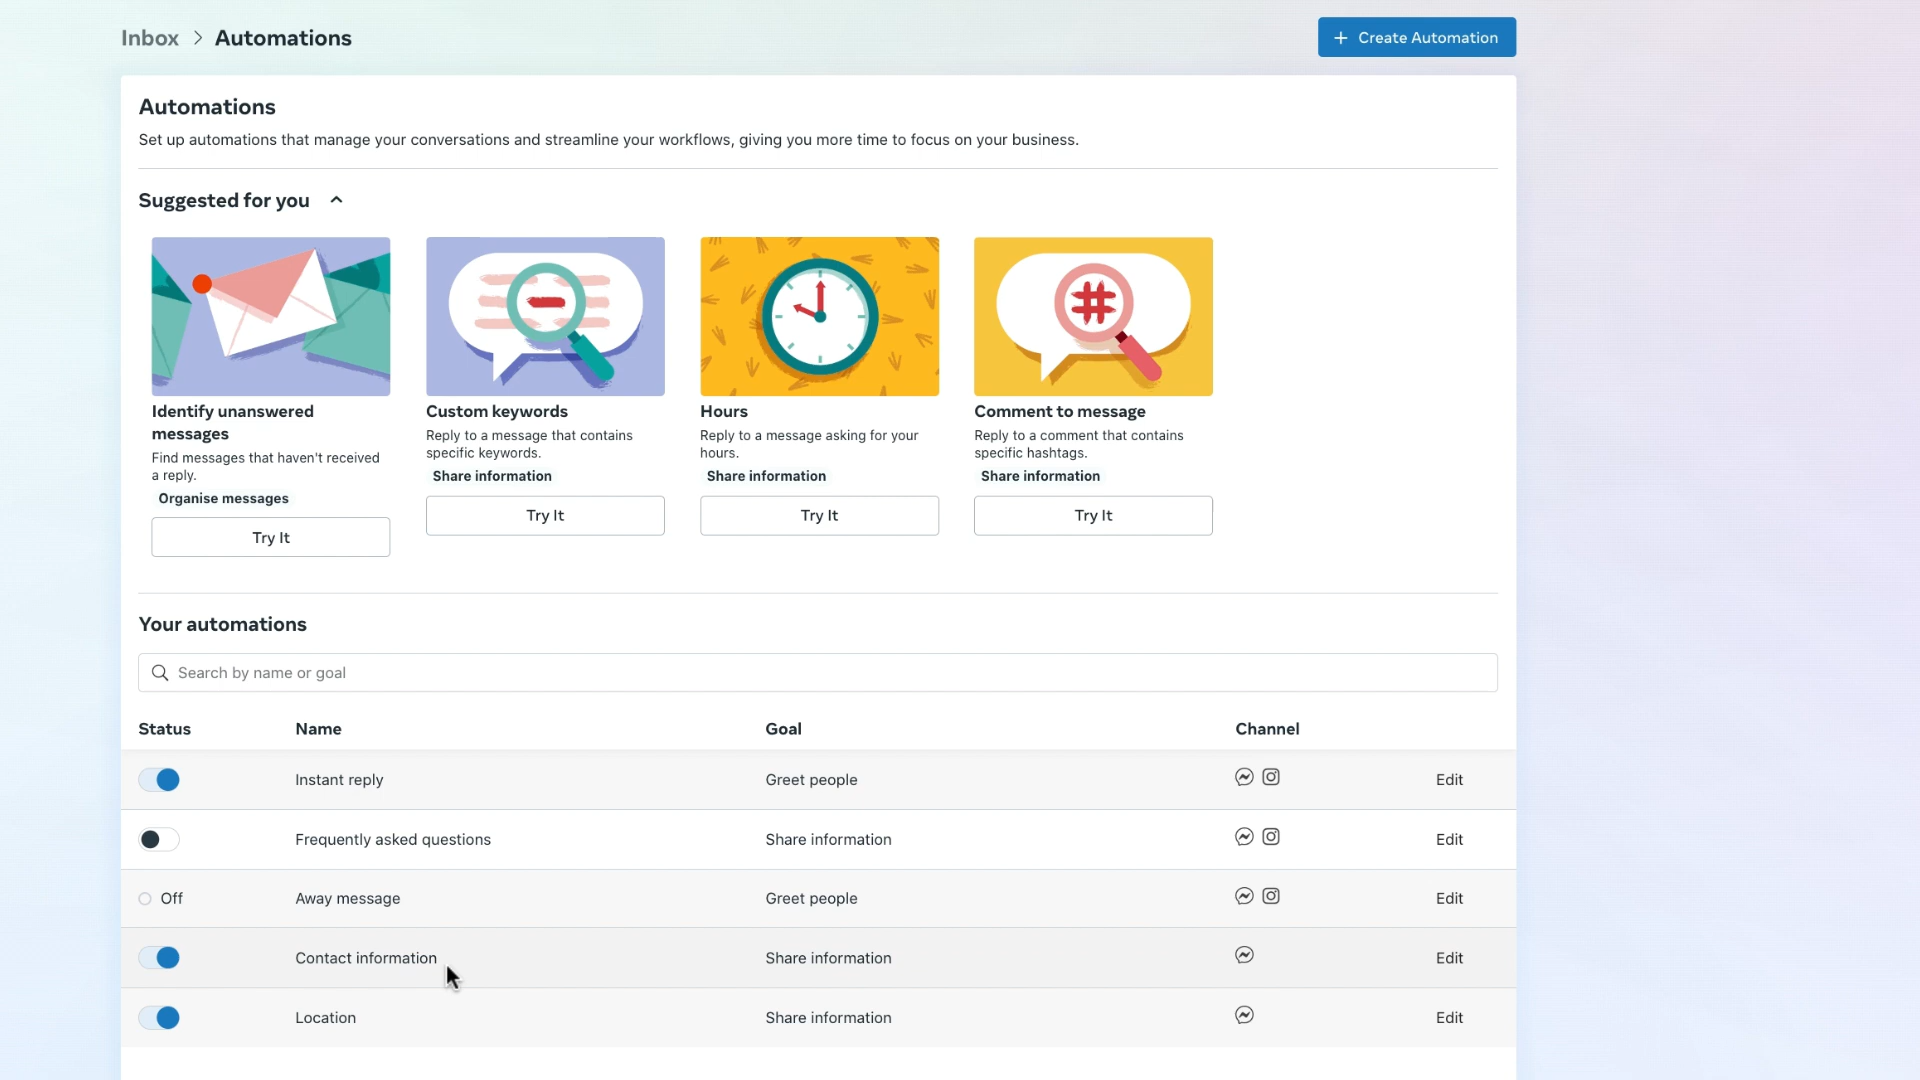 Inbox > Automations
+ Create Automation
Automations
Set up automations that manage your conversations and streamline your workflows, giving you more time to focus on your business.
Suggested for you
Identify unanswered
messages
Find messages that haven't received
a reply.
Organise messages
Try It
Custom keywords
Reply to a message that contains
specific keywords.
Share information
Try It
Hours
Reply to a message asking for your
hours.
Share information
Try It
#
Comment to message
Reply to a comment that contains
specific hashtags.
Share information
Try It
Your automations
Search by name or goal
Status Name Goal Channel
Instant reply Greet people Edit
Frequently asked questions Share information Edit
Off Away message Greet people Edit
Contact information Share information Edit
Location Share information Edit